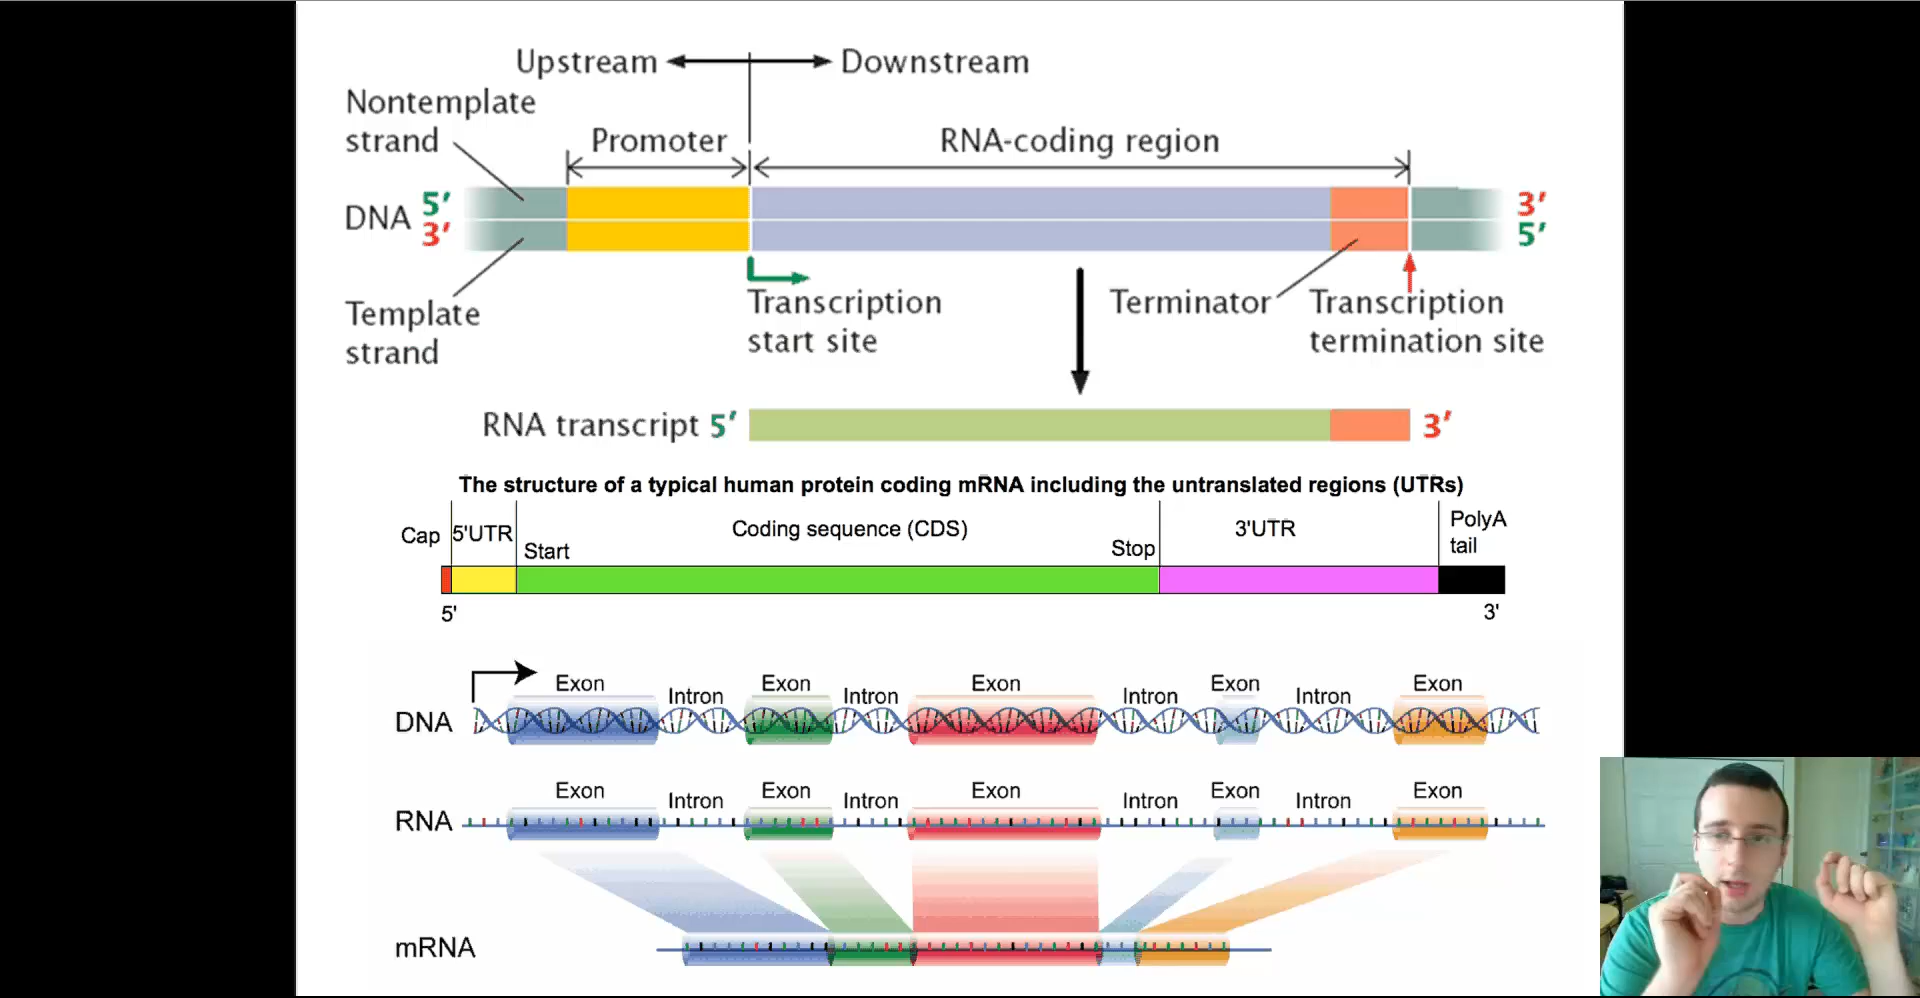 Upstream Downstream
Nontemplate
strand
Promoter RNA-coding region
DNA 5′ 3′
3′ 5′
Template
strand
Transcription
start site
Terminator
Transcription
termination site
RNA transcript 5′ 3′
The structure of a typical human protein coding mRNA including the untranslated regions (UTRs)
Cap 5'UTR Start Coding sequence (CDS) Stop 3'UTR PolyA
tail
5' 3'
Exon Intron Exon Intron Exon Intron Exon Intron Exon
DNA
Exon Intron Exon Intron Exon Intron Exon Intron Exon
RNA
mRNA